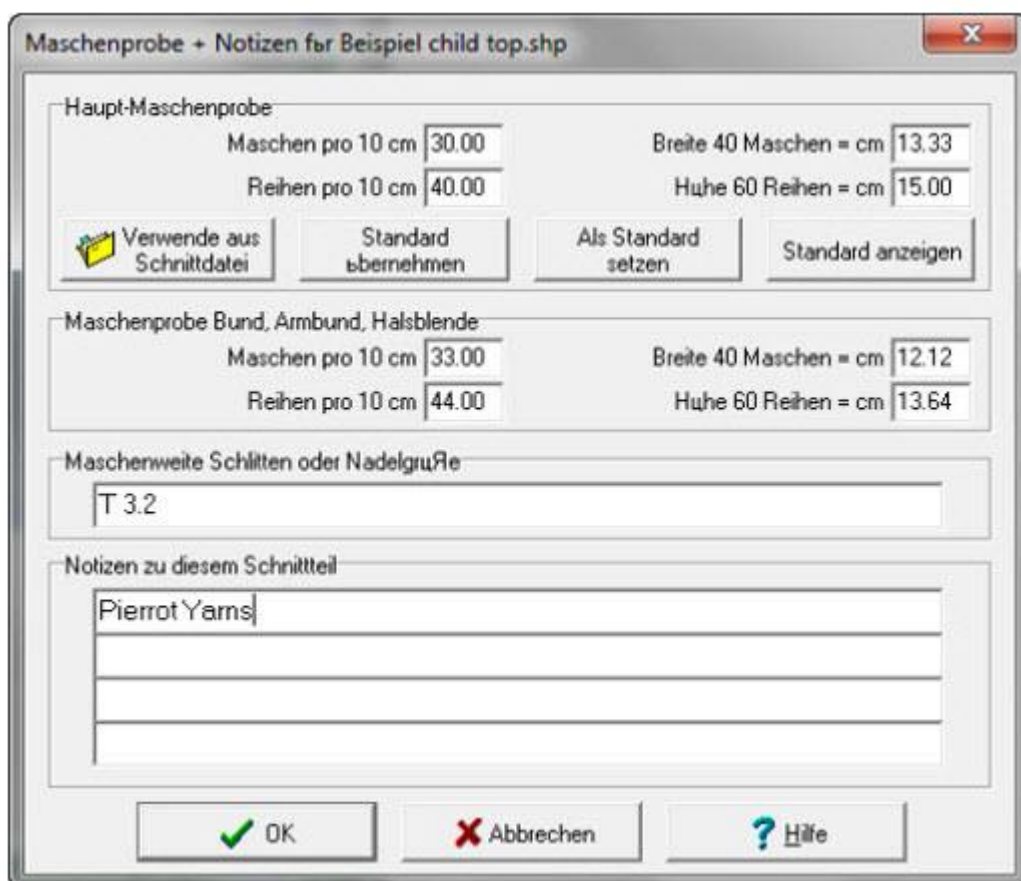 Maschenprobe + Notizen fьr Beispiel child top.shp
Haupt-Maschenprobe
Maschen pro 10 cm 30.00 Breite 40 Maschen = cm 13.33
Reihen pro 10 cm 40.00 Hцhe 60 Reihen = cm 15.00
Verwende aus Standard Als Standard Standard anzeigen
Schnittdatei ьbernehmen setzen
Maschenprobe Bund, Armbund, Halsblende
Maschen pro 10 cm 33.00 Breite 40 Maschen = cm 12.12
Reihen pro 10 cm 44.00 Hцhe 60 Reihen = cm 13.64
Maschenweite Schlitten oder NadelgrцЯe
T 3.2
Notizen zu diesem Schnittteil
Pierrot Yarns
OK Abbrechen ? Hilfe